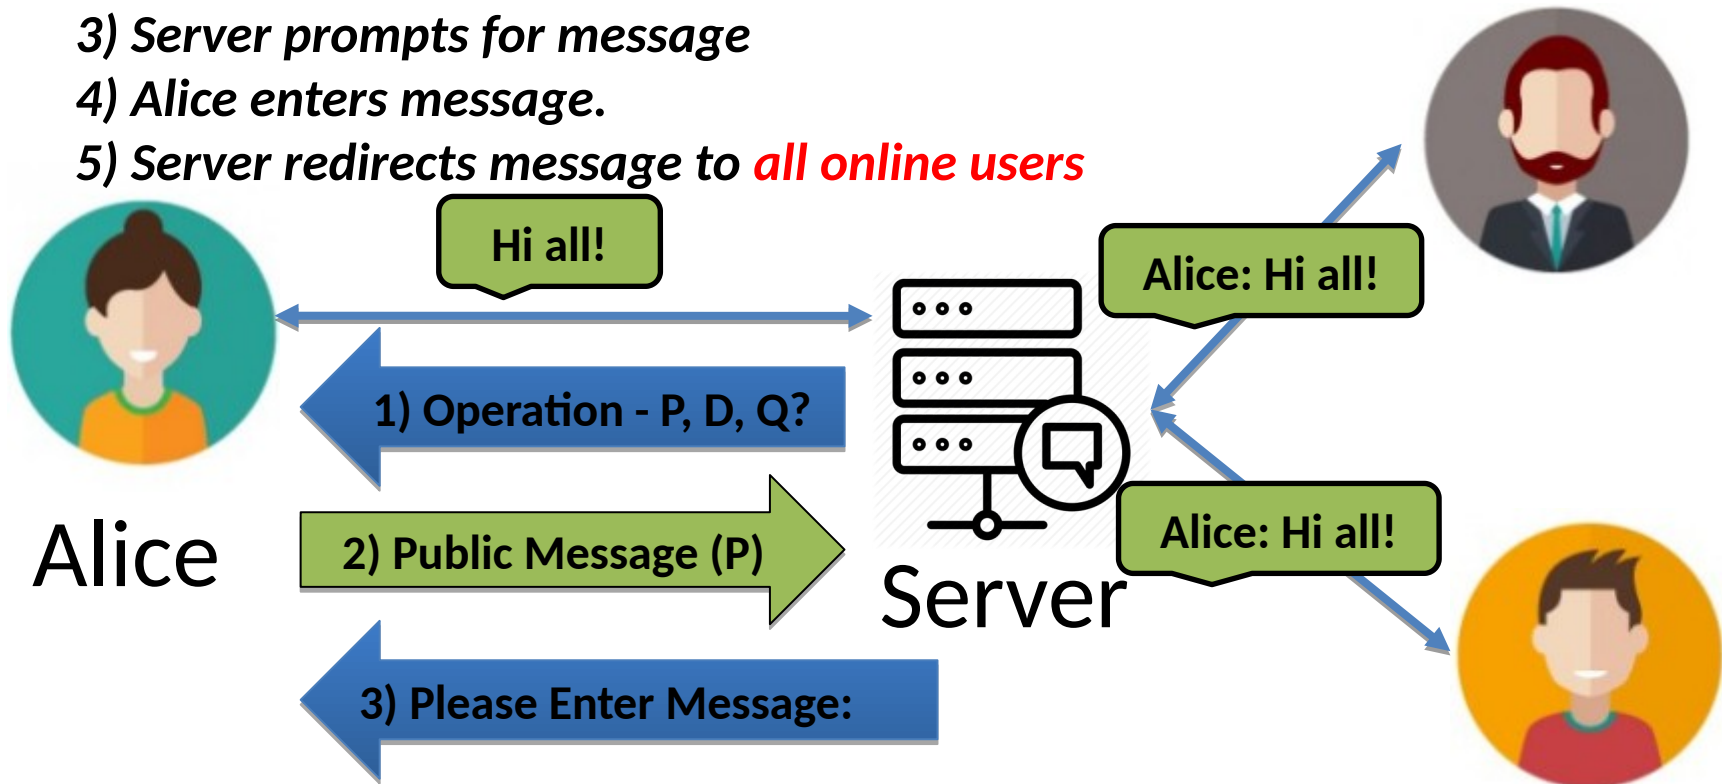 3) Server prompts for message
4) Alice enters message.
5) Server redirects message to all online users
Hi all!
Alice: Hi all!
1) Operation - P, D, Q?
2) Public Message (P)
Alice: Hi all!
Alice
Server
3) Please Enter Message: